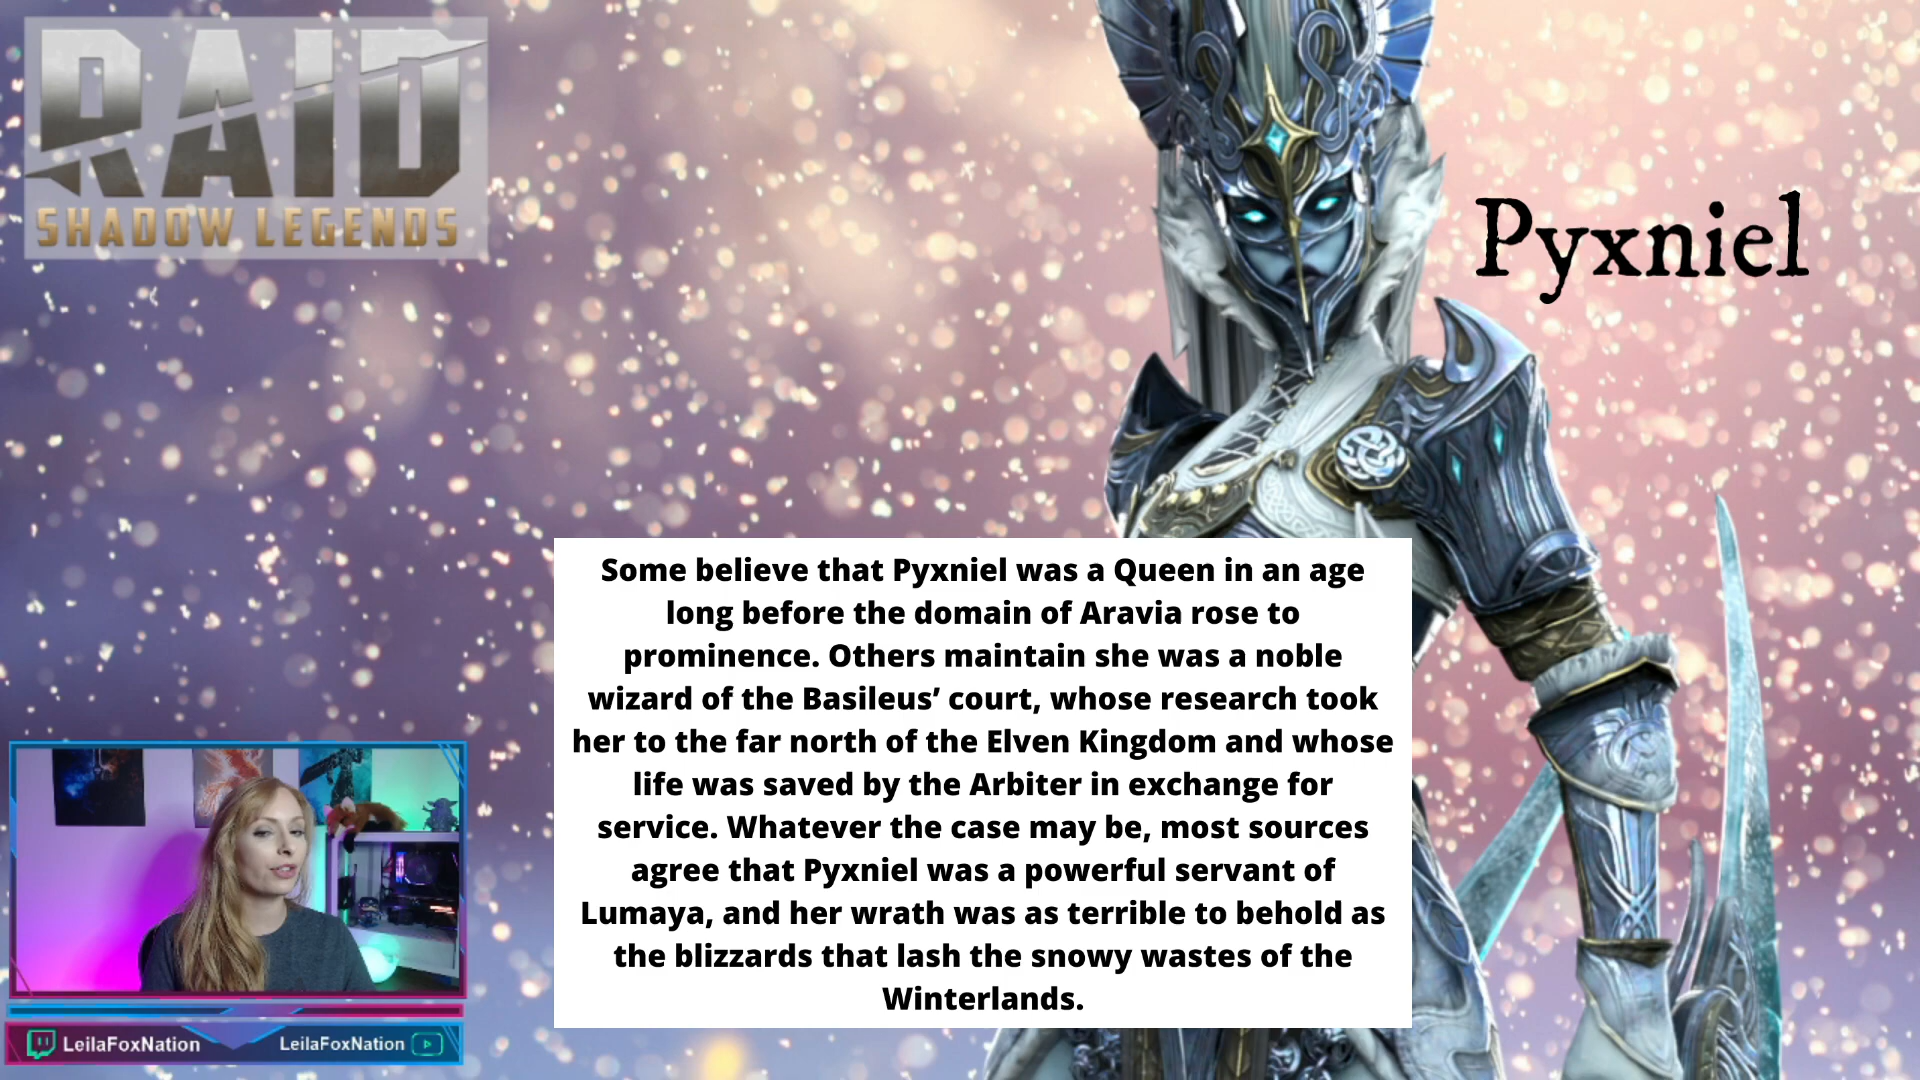 RAID
SHADOW LEGENDS
Pyxniel
Some believe that Pyxniel was a Queen in an age
long before the domain of Aravia rose to
prominence. Others maintain she was a noble
wizard of the Basileus’ court, whose research took
her to the far north of the Elven Kingdom and whose
life was saved by the Arbiter in exchange for
service. Whatever the case may be, most sources
agree that Pyxniel was a powerful servant of
Lumaya, and her wrath was as terrible to behold as
the blizzards that lash the snowy wastes of the
Winterlands.
LeilaFoxNation
LeilaFoxNation